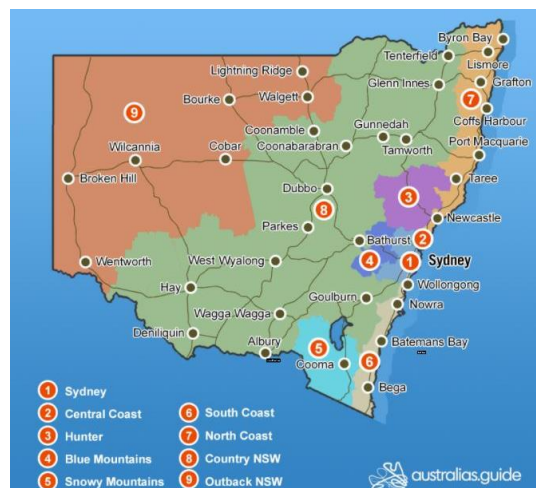 Byron Bay
Tenterfield
Lismore
Lightning Ridge
Glenn Innes
Grafton
9
Bourke
Walgett
7
Coffs Harbour
Coonamble
Gunnedah
Wilcannia
Cobar
Coonabarabran
Tamworth
Port Macquarie
Broken Hill
Dubbo
3
Taree
8
Parkes
Newcastle
Bathurst
2
Wentworth
West Wyalong
4
1
Sydney
Hay
Goulburn
Wollongong
Wagga Wagga
Nowra
Deniliquin
Albury
5
Cooma
6
Batemans Bay
Bega
1 Sydney
2 Central Coast
3 Hunter
4 Blue Mountains
5 Snowy Mountains
6 South Coast
7 North Coast
8 Country NSW
9 Outback NSW
australias.guide